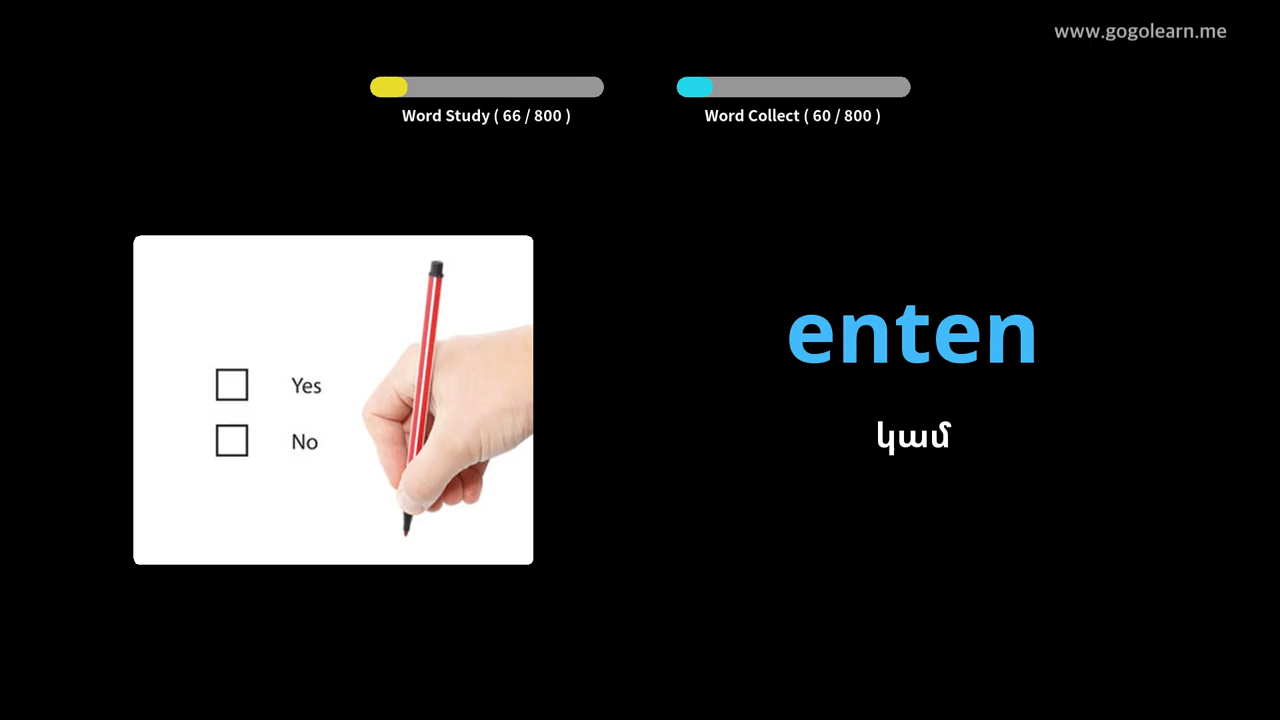 www.gogolearn.me
Word Study ( 66 / 800 )
Word Collect ( 60 / 800 )
Yes
No
enten
կամ